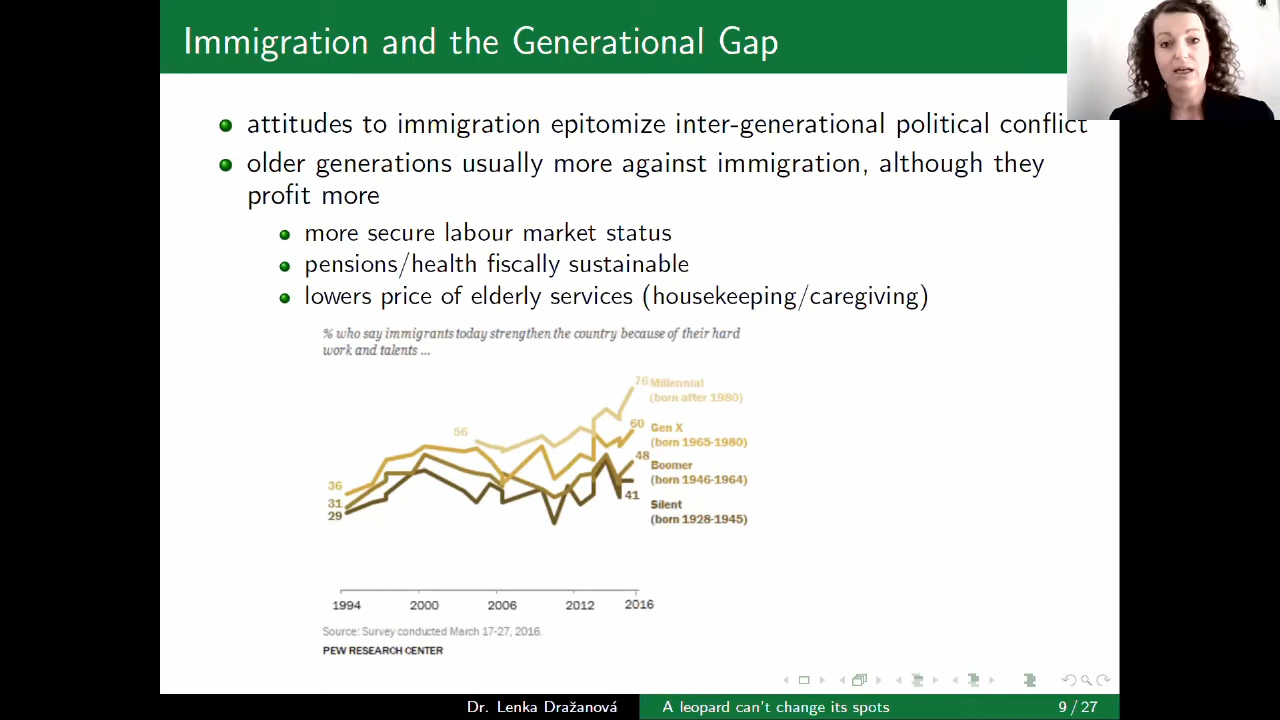 Immigration and the Generational Gap
attitudes to immigration epitomize inter-generational political conflict
older generations usually more against immigration, although they
profit more
more secure labour market status
pensions/health fiscally sustainable
lowers price of elderly services (housekeeping/caregiving)
% who say immigrants today strengthen the country because of their hard
work and talents ...
76 Millennial
(born after 1980)
56
60 Gen X
(born 1965-1980)
48 Boomer
(born 1946-1964)
36
31
29
41
Silent
(born 1928-1945)
1994 2000 2006 2012 2016
Source: Survey conducted March 17-27, 2016.
PEW RESEARCH CENTER
Dr. Lenka Dražanová A leopard can't change its spots 9 / 27